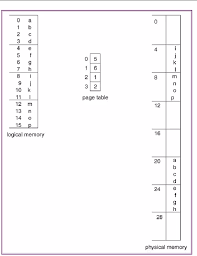 0 a
1 b
2 c
3 d
4 e
5 f
6 g
7 h
8 i
9 j
10 k
11 l
12 m
13 n
14 o
15 p
logical memory
0 5
1 6
2 1
3 2
page table
0
4 i
j
k
l
8 m
n
o
p
12
16
20 a
b
c
d
24 e
f
g
h
28
physical memory